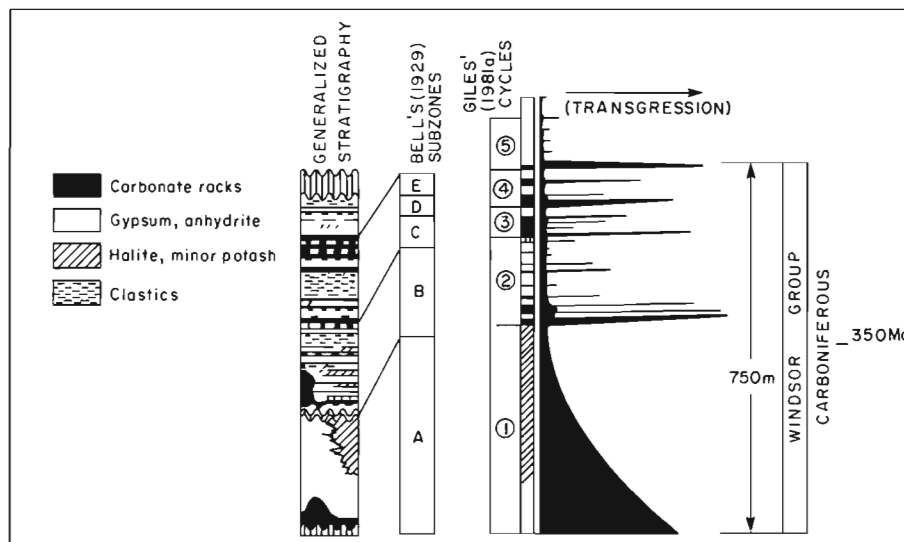 GENERALIZED
STRATIGRAPHY
BELL'S (1929)
SUBZONES
GILES'
(1981a)
CYCLES
(TRANSGRESSION)
Carbonate rocks
Gypsum, anhydrite
Halite, minor potash
Clastics
E
D
C
B
A
⑤
④
③
②
①
750m
WINDSOR GROUP
CARBONIFEROUS
350Ma